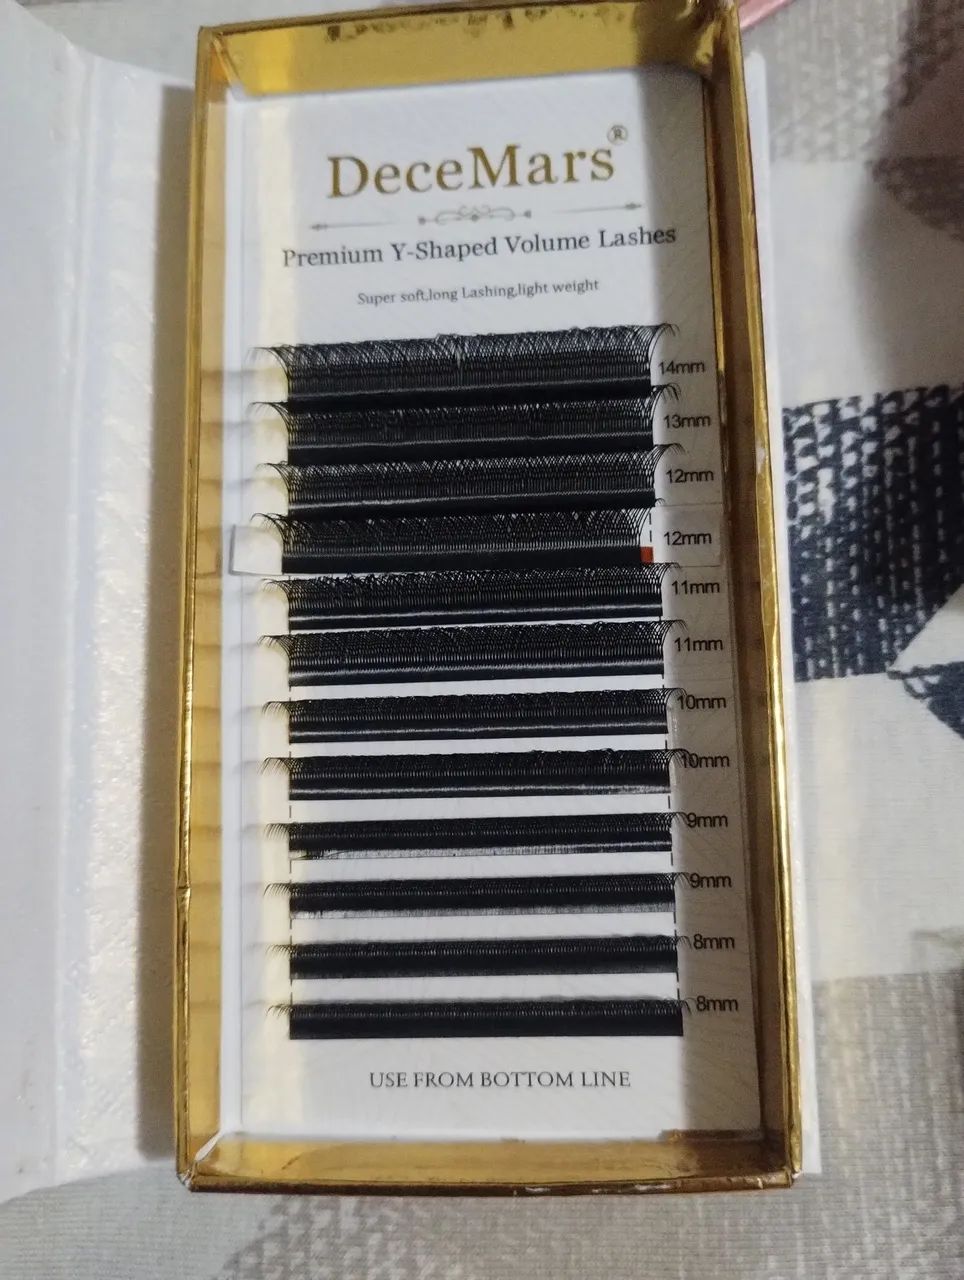 DeceMars®
Premium Y-Shaped Volume Lashes
Super soft,long Lashing,light weight
14mm
13mm
12mm
12mm
11mm
11mm
10mm
10mm
9mm
9mm
8mm
8mm
USE FROM BOTTOM LINE